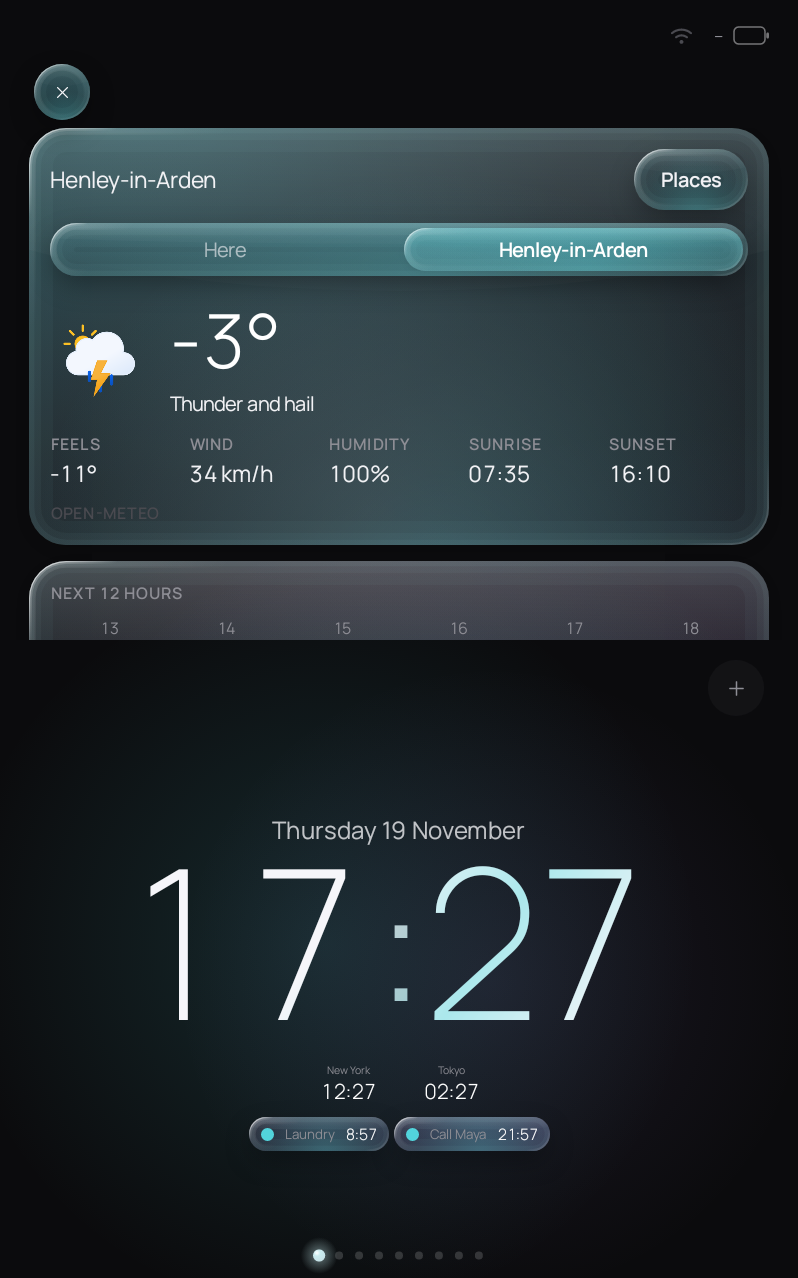 –
Henley-in-Arden
Places
Here
Henley-in-Arden
-3°
Thunder and hail
FEELS
WIND
HUMIDITY
SUNRISE
SUNSET
-11°
34 km/h
100%
07:35
16:10
OPEN-METEO
NEXT 12 HOURS
13
14
15
16
17
18
Thursday 19 November
17:27
New York
Tokyo
12:27
02:27
Laundry 8:57
Call Maya 21:57